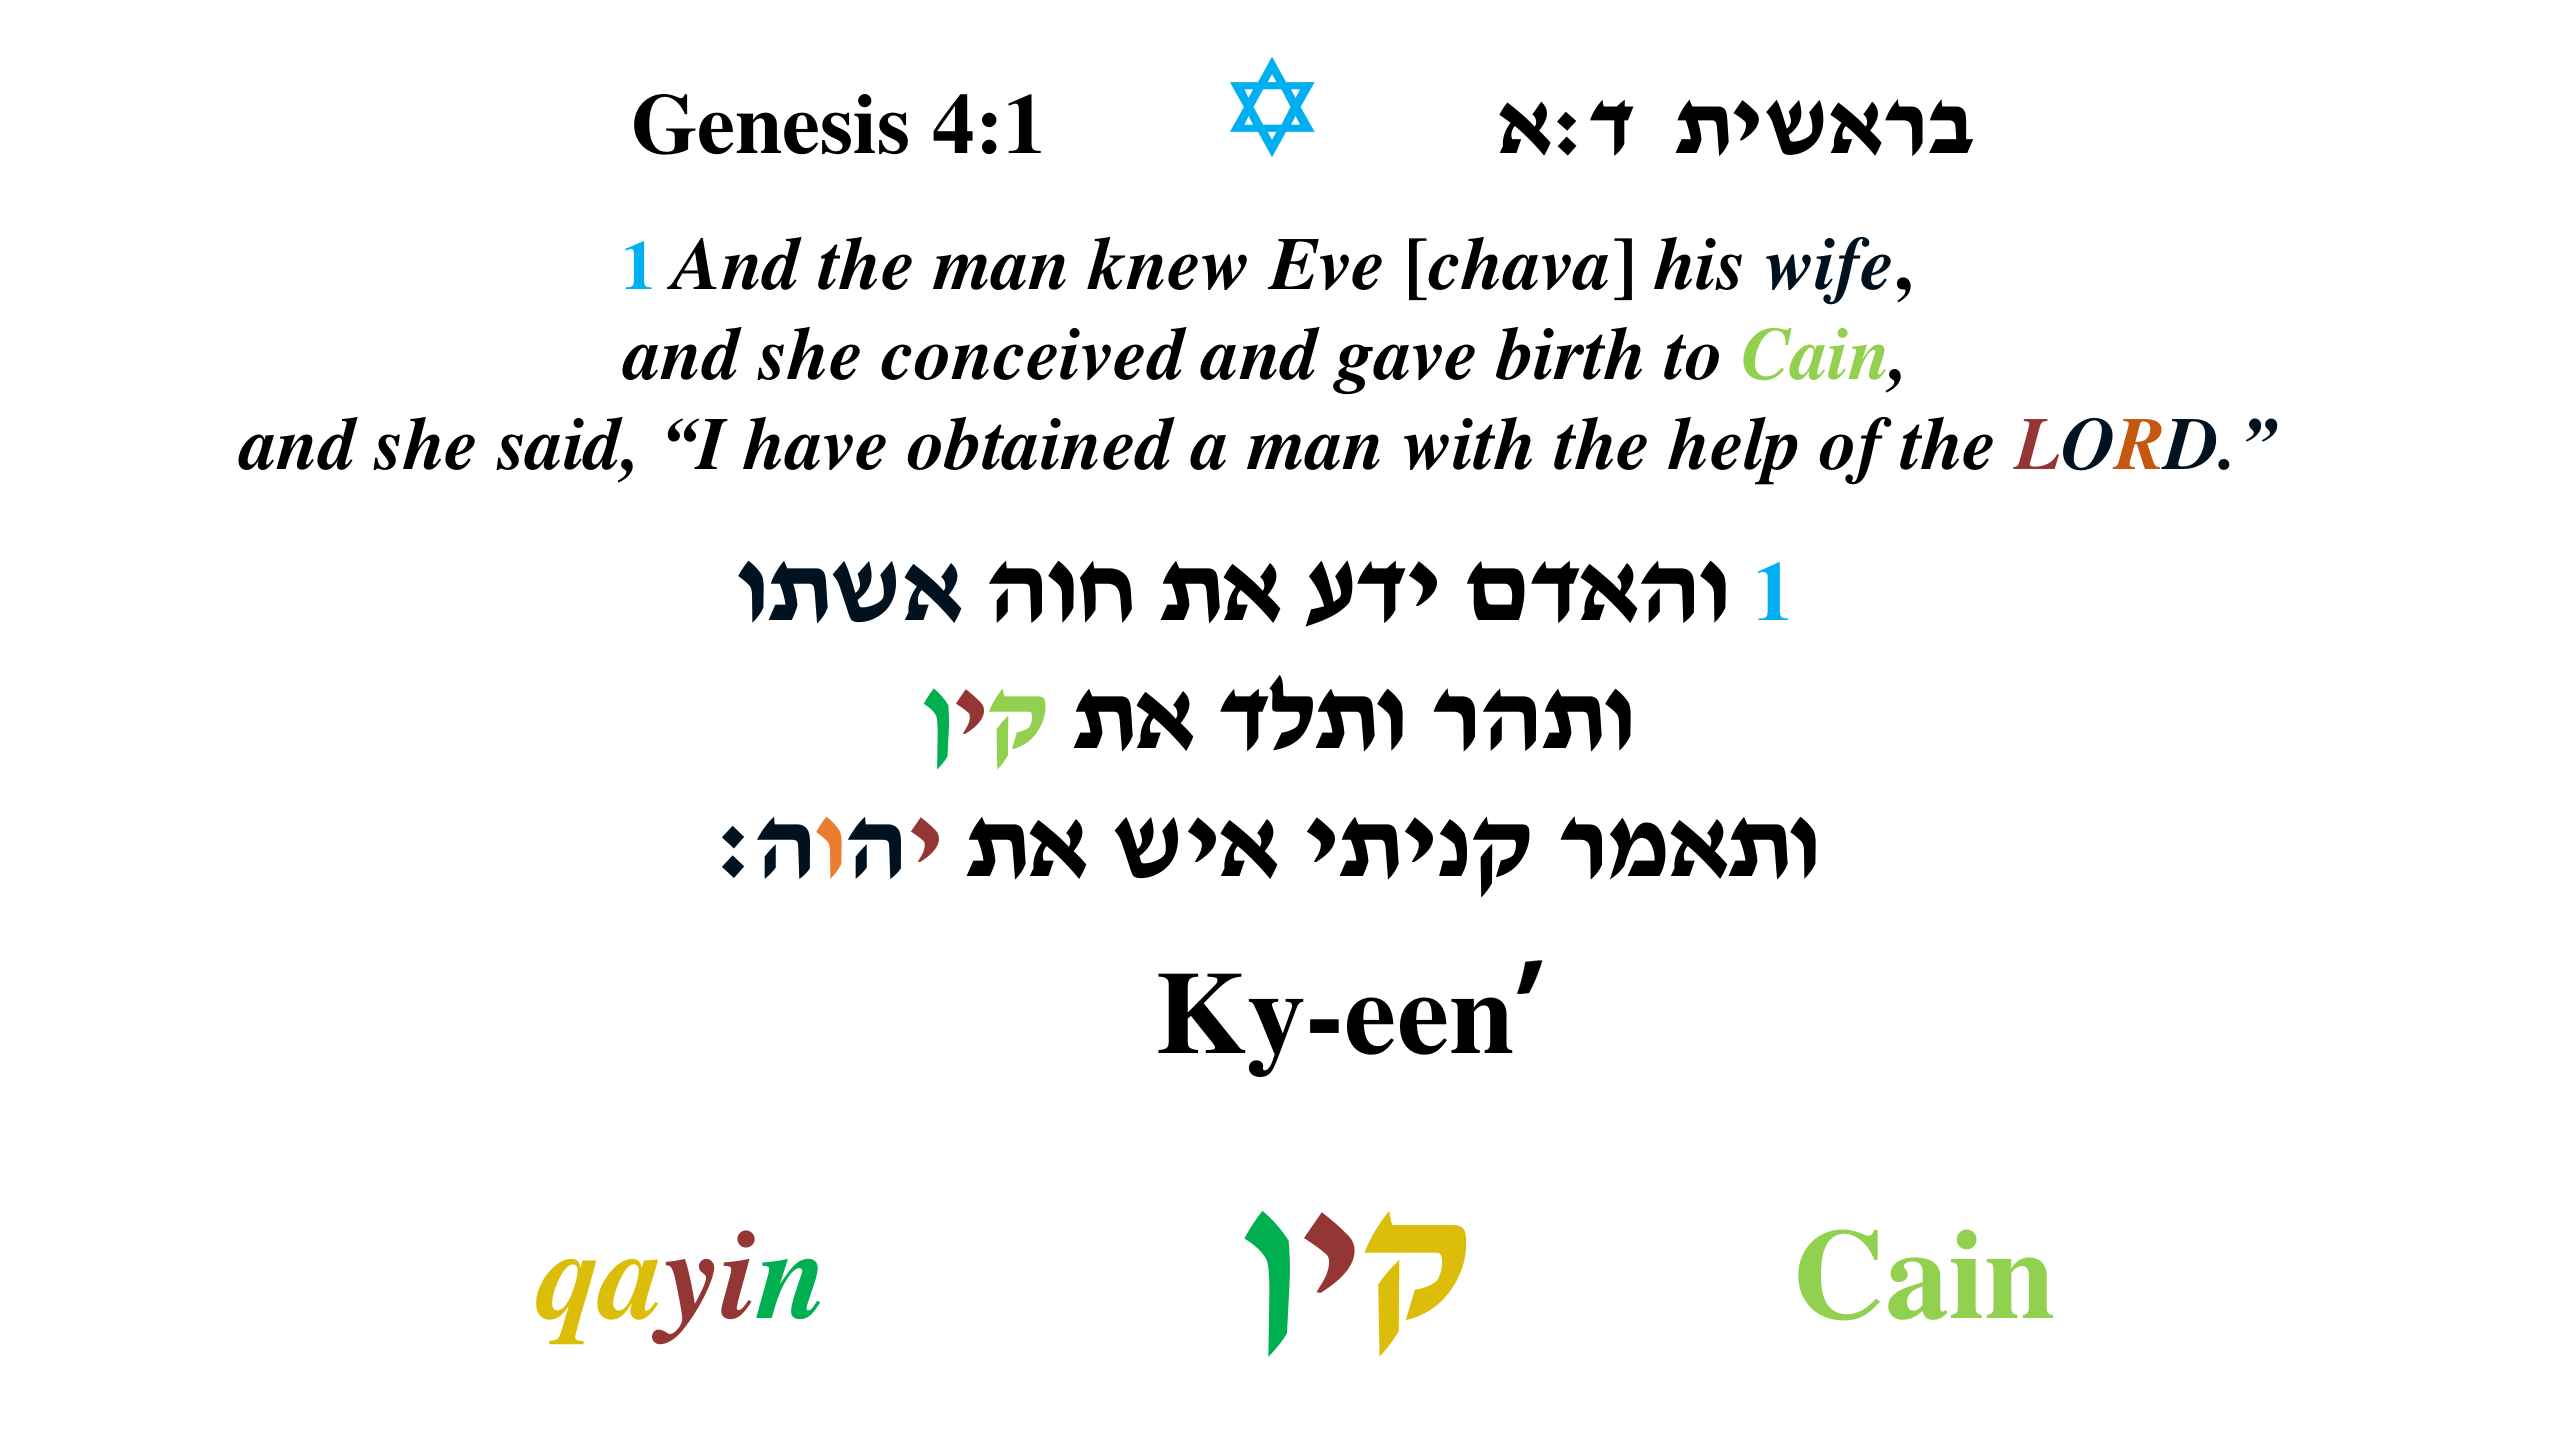 Genesis 4:1 ✡ בראשית ד:א
1 And the man knew Eve [chava] his wife,
and she conceived and gave birth to Cain,
and she said, “I have obtained a man with the help of the LORD.”
1 והאדם ידע את חוה אשתו
ותהר ותלד את קין
ותאמר קניתי איש את יהוה:
Ky-een′
qayin קין Cain